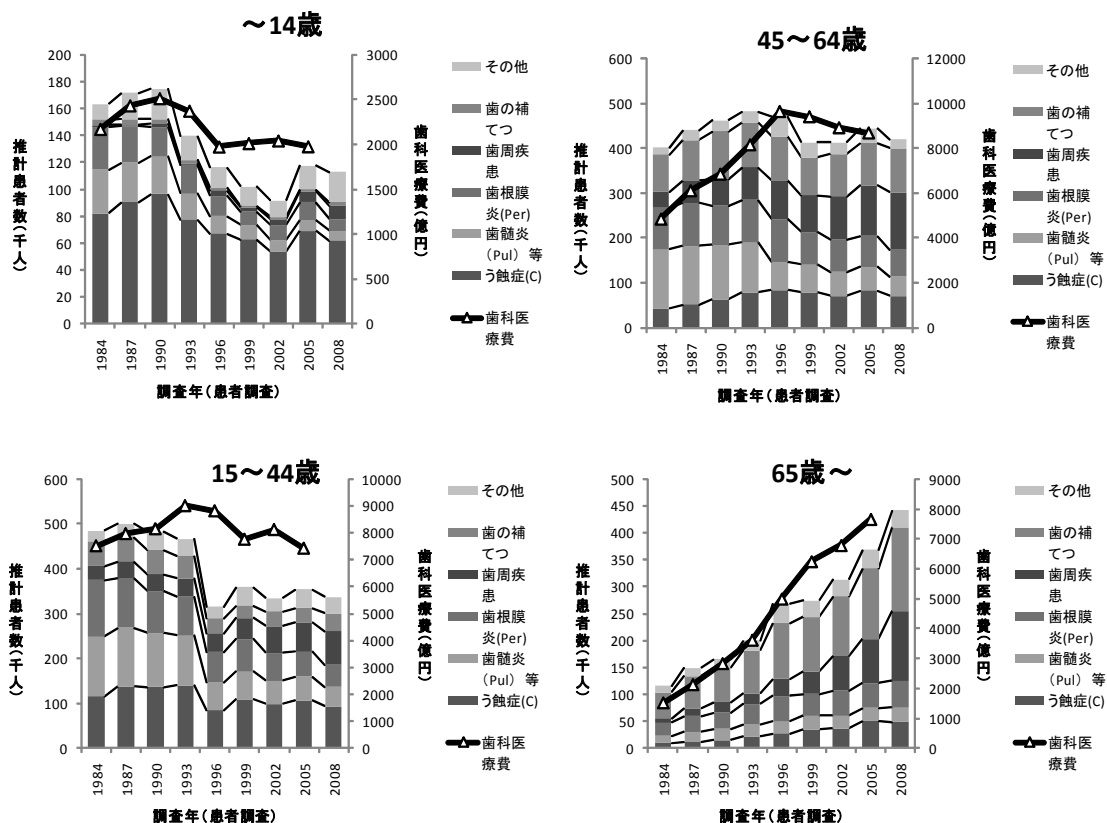 ～14歳
推計患者数(千人)
200
180
160
140
120
100
80
60
40
20
0
3000
2500
2000
1500
1000
500
0
歯科医療費(億円)
1984
1987
1990
1993
1996
1999
2002
2005
2008
調査年(患者調査)
その他
歯の補
てつ
歯周疾
患
歯根膜
炎(Per)
歯髄炎
（Pul）等
う蝕症(C)
歯科医
療費
45～64歳
推計患者数(千人)
600
500
400
300
200
100
0
12000
10000
8000
6000
4000
2000
0
歯科医療費(億円)
1984
1987
1990
1993
1996
1999
2002
2005
2008
調査年(患者調査)
その他
歯の補
てつ
歯周疾
患
歯根膜
炎(Per)
歯髄炎
（Pul）等
う蝕症(C)
歯科医
療費
15～44歳
推計患者数(千人)
600
500
400
300
200
100
0
10000
9000
8000
7000
6000
5000
4000
3000
2000
1000
0
歯科医療費(億円)
1984
1987
1990
1993
1996
1999
2002
2005
2008
調査年(患者調査)
その他
歯の補
てつ
歯周疾
患
歯根膜
炎(Per)
歯髄炎
（Pul）等
う蝕症(C)
歯科医
療費
65歳～
推計患者数(千人)
500
450
400
350
300
250
200
150
100
50
0
9000
8000
7000
6000
5000
4000
3000
2000
1000
0
歯科医療費(億円)
1984
1987
1990
1993
1996
1999
2002
2005
2008
調査年(患者調査)
その他
歯の補
てつ
歯周疾
患
歯根膜
炎(Per)
歯髄炎
（Pul）等
う蝕症(C)
歯科医
療費